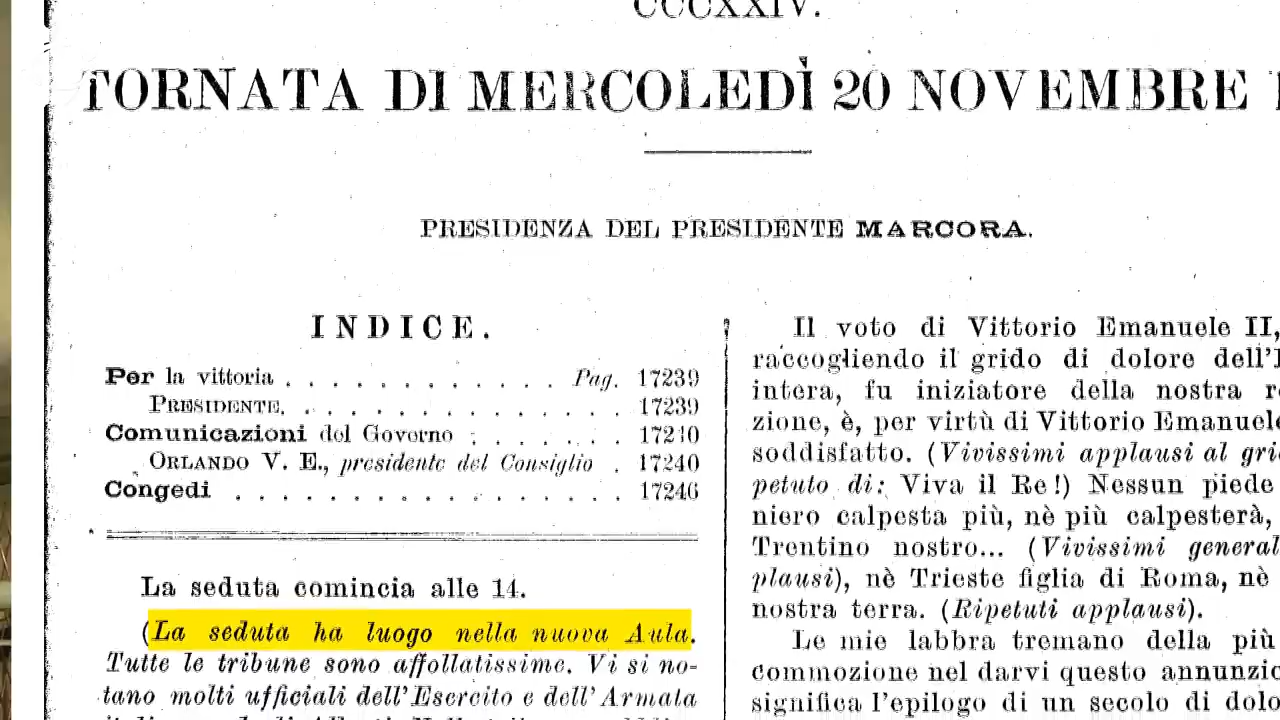 CCCXXIV.
TORNATA DI MERCOLEDÌ 20 NOVEMBRE
PRESIDENZA DEL PRESIDENTE MARCORA.
INDICE.
Per la vittoria . . . . . . . . . . . . Pag. 17239
PRESIDENTE. . . . . . . . . . . . . . 17239
Comunicazioni del Governo . . . . . . 17240
ORLANDO V. E., presidente del Consiglio . 17240
Congedi . . . . . . . . . . . . . . . . 17246
La seduta comincia alle 14.
(La seduta ha luogo nella nuova Aula.
Tutte le tribune sono affollatissime. Vi si no-
tano molti ufficiali dell'Esercito e dell'Armata
Il voto di Vittorio Emanuele II,
raccogliendo il grido di dolore dell'I
intera, fu iniziatore della nostra re
zione, è, per virtù di Vittorio Emanuele
soddisfatto. (Vivissimi applausi al gri
petuto di: Viva il Re!) Nessun piede
niero calpesta più, nè più calpesterà,
Trentino nostro... (Vivissimi general
plausi), nè Trieste figlia di Roma, nè
nostra terra. (Ripetuti applausi).
Le mie labbra tremano della più
commozione nel darvi questo annunzio
significa l'epilogo di un secolo di dolo